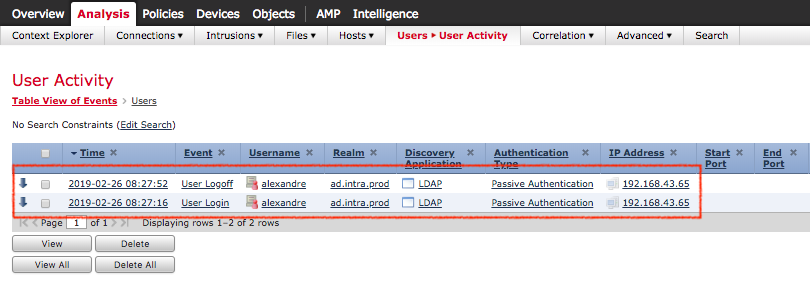 Overview Analysis Policies Devices Objects AMP Intelligence
Context Explorer Connections ▾ Intrusions ▾ Files ▾ Hosts ▾ Users ▸ User Activity Correlation ▾ Advanced ▾ Search
User Activity
Table View of Events > Users
No Search Constraints (Edit Search)
▾ Time × Event × Username × Realm × Discovery Application × Authentication Type × IP Address × Start Port × End Port ×
2019-02-26 08:27:52 User Logoff alexandre ad.intra.prod LDAP Passive Authentication 192.168.43.65
2019-02-26 08:27:16 User Login alexandre ad.intra.prod LDAP Passive Authentication 192.168.43.65
|< < Page 1 of 1 > >| Displaying rows 1–2 of 2 rows
View Delete
View All Delete All